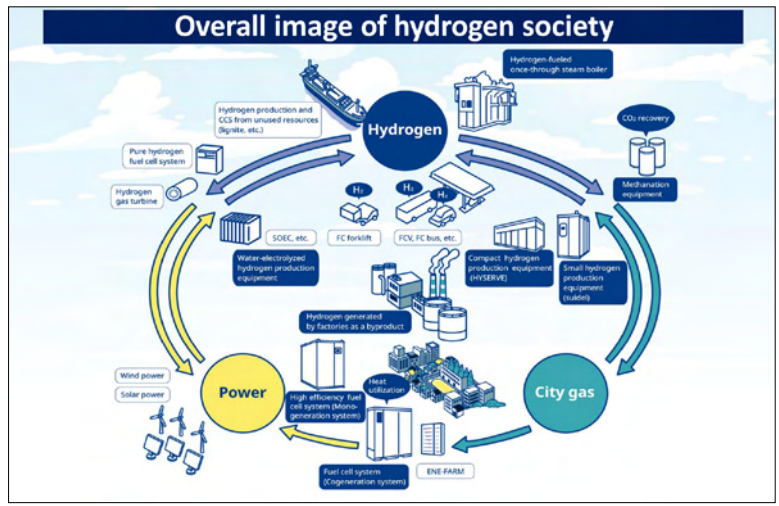 Overall image of hydrogen society
Hydrogen-fueled
once-through steam boiler
Hydrogen production and
CCS from unused resources
(lignite, etc.)
Hydrogen
CO₂ recovery
Pure hydrogen
fuel cell system
Methanation
equipment
Hydrogen
gas turbine
H₂
H₂
H₂
SOEC, etc.
FC forklift
FCV, FC bus, etc.
Water-electrolyzed
hydrogen production
equipment
Compact hydrogen
production equipment
(HYSERVE)
Small hydrogen
production
equipment
(suidel)
Hydrogen generated
by factories as a byproduct
Wind power
Solar power
Power
High efficiency fuel
cell system (Mono-
generation system)
Heat
utilization
City gas
Fuel cell system
(Cogeneration system)
ENE-FARM